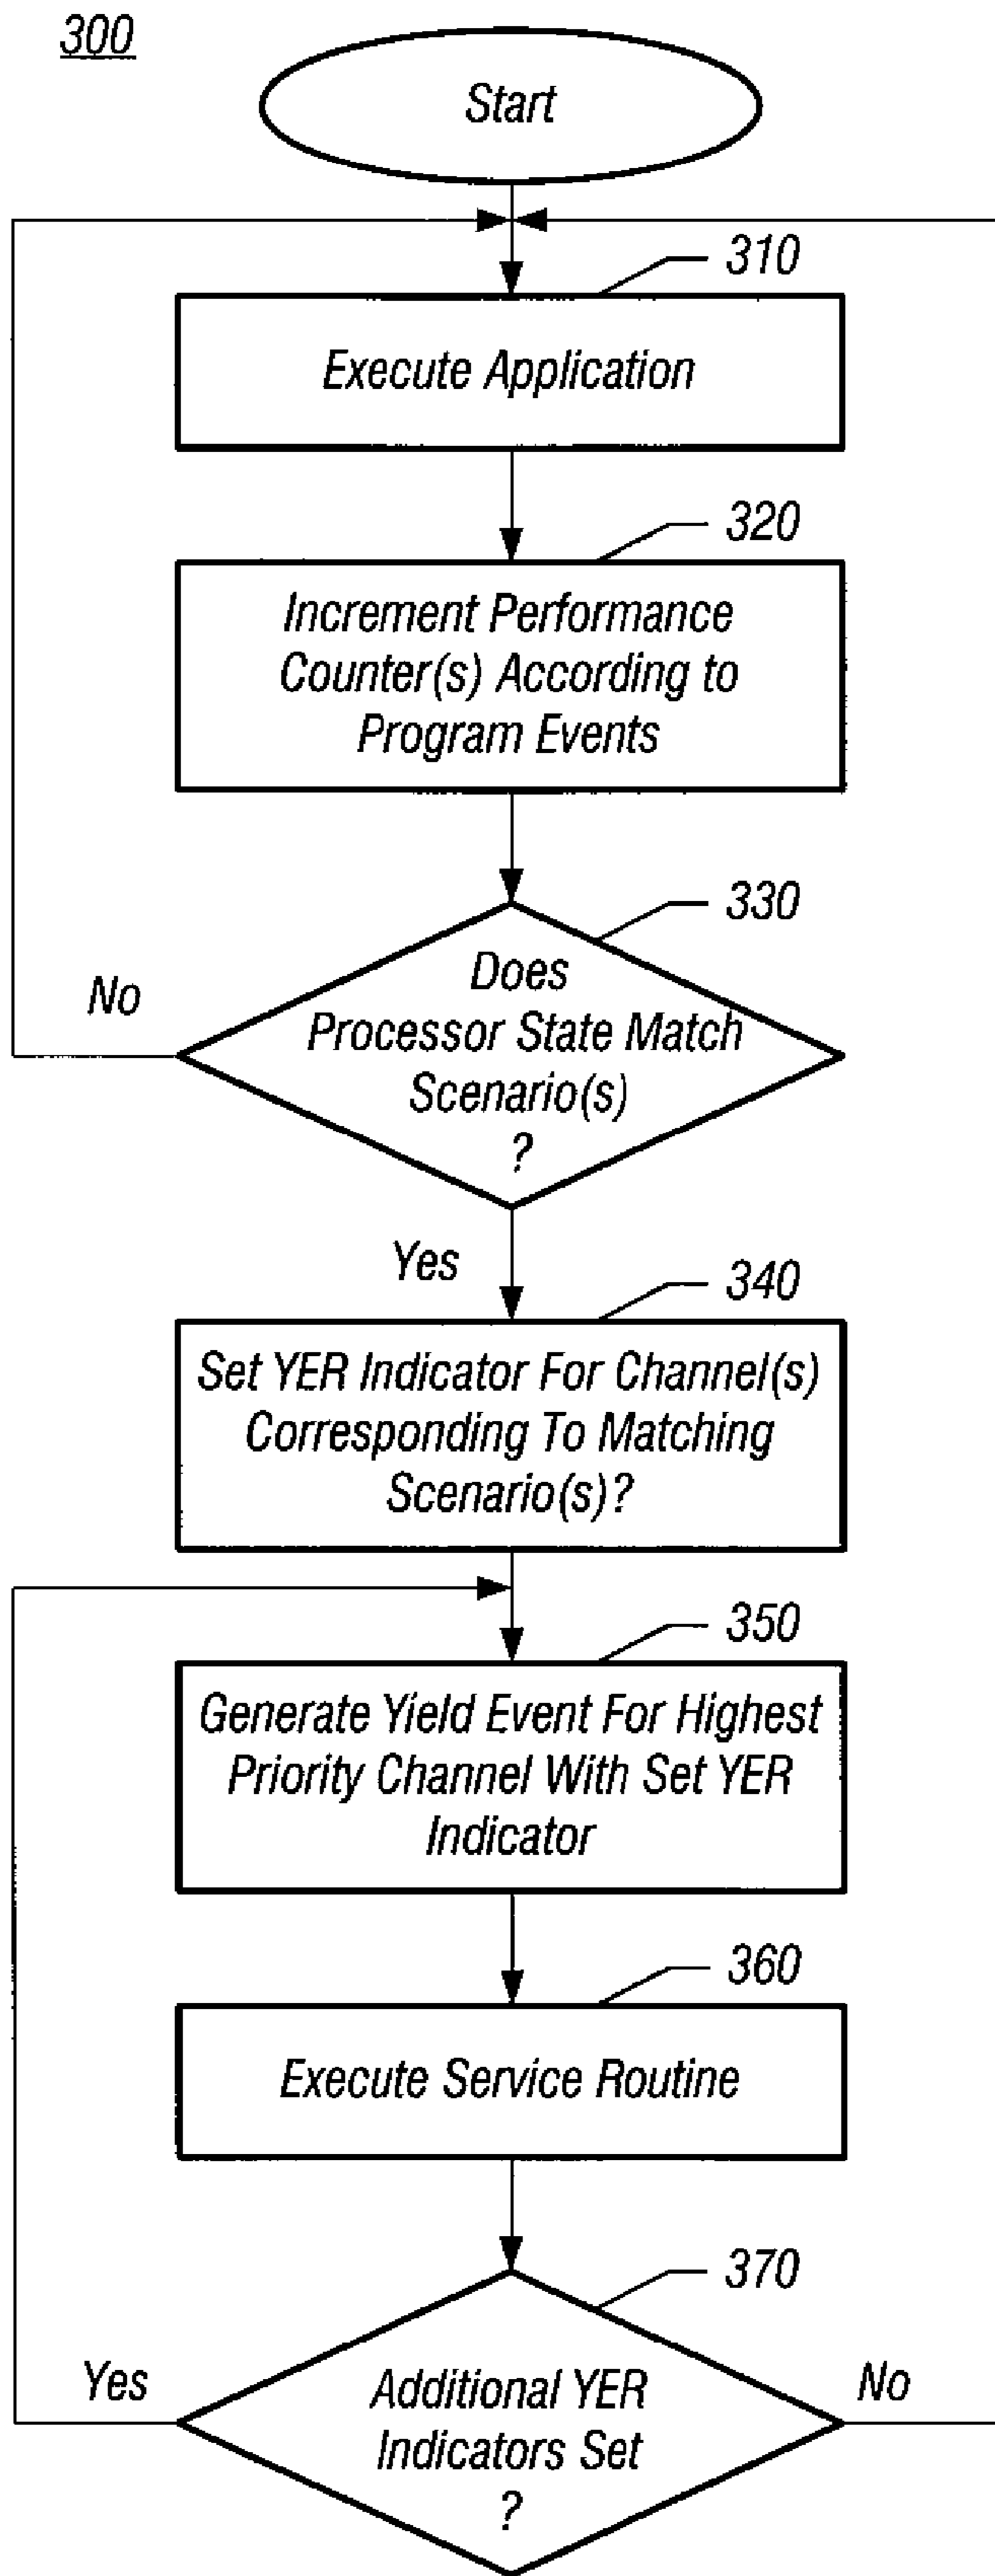 300
Start
310
Execute Application
320
Increment Performance
Counter(s) According to
Program Events
330
Does
Processor State Match
Scenario(s)
?
No
Yes
340
Set YER Indicator For Channel(s)
Corresponding To Matching
Scenario(s)?
350
Generate Yield Event For Highest
Priority Channel With Set YER
Indicator
360
Execute Service Routine
370
Yes
No
Additional YER
Indicators Set
?